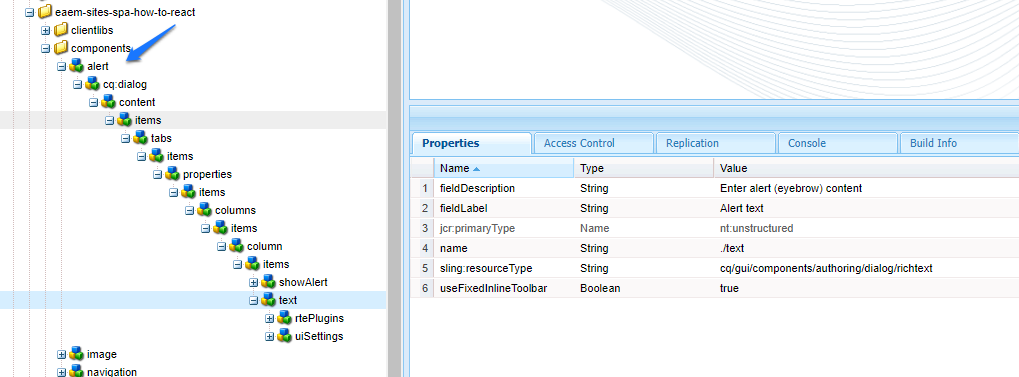 eaem-sites-spa-how-to-react
clientlibs
components
alert
cq:dialog
content
items
tabs
items
properties
items
columns
items
column
items
showAlert
text
rtePlugins
uiSettings
image
navigation
Properties Access Control Replication Console Build Info
Name Type Value
1 fieldDescription String Enter alert (eyebrow) content
2 fieldLabel String Alert text
3 jcr:primaryType Name nt:unstructured
4 name String ./text
5 sling:resourceType String cq/gui/components/authoring/dialog/richtext
6 useFixedInlineToolbar Boolean true